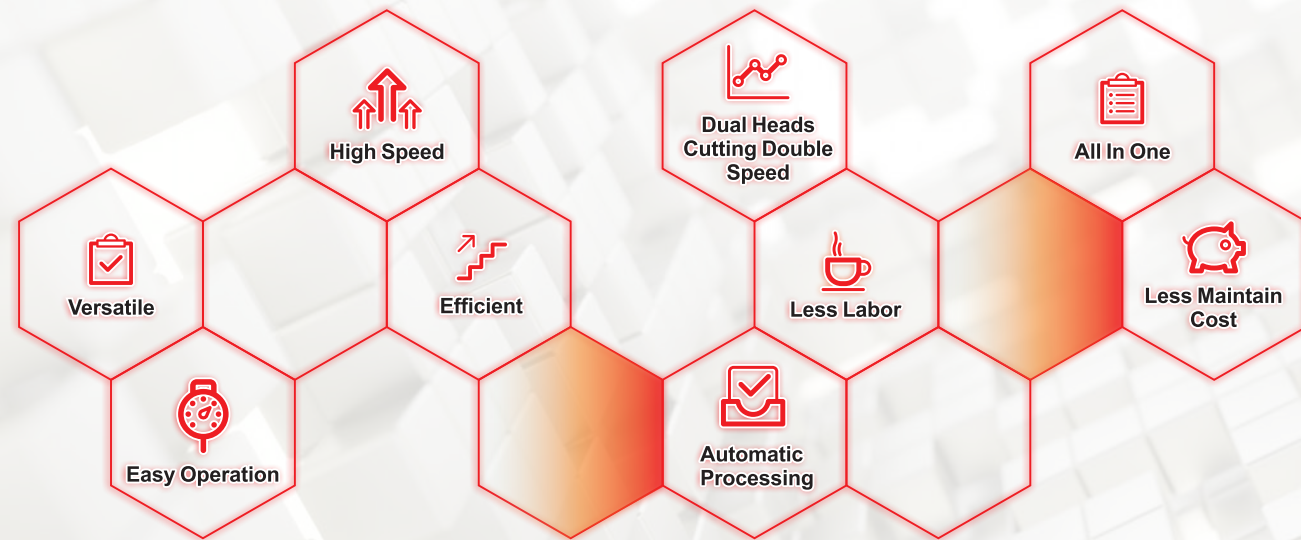 High Speed
Dual Heads
Cutting Double
Speed
All In One
Versatile
Efficient
Less Labor
Less Maintain
Cost
Easy Operation
Automatic
Processing